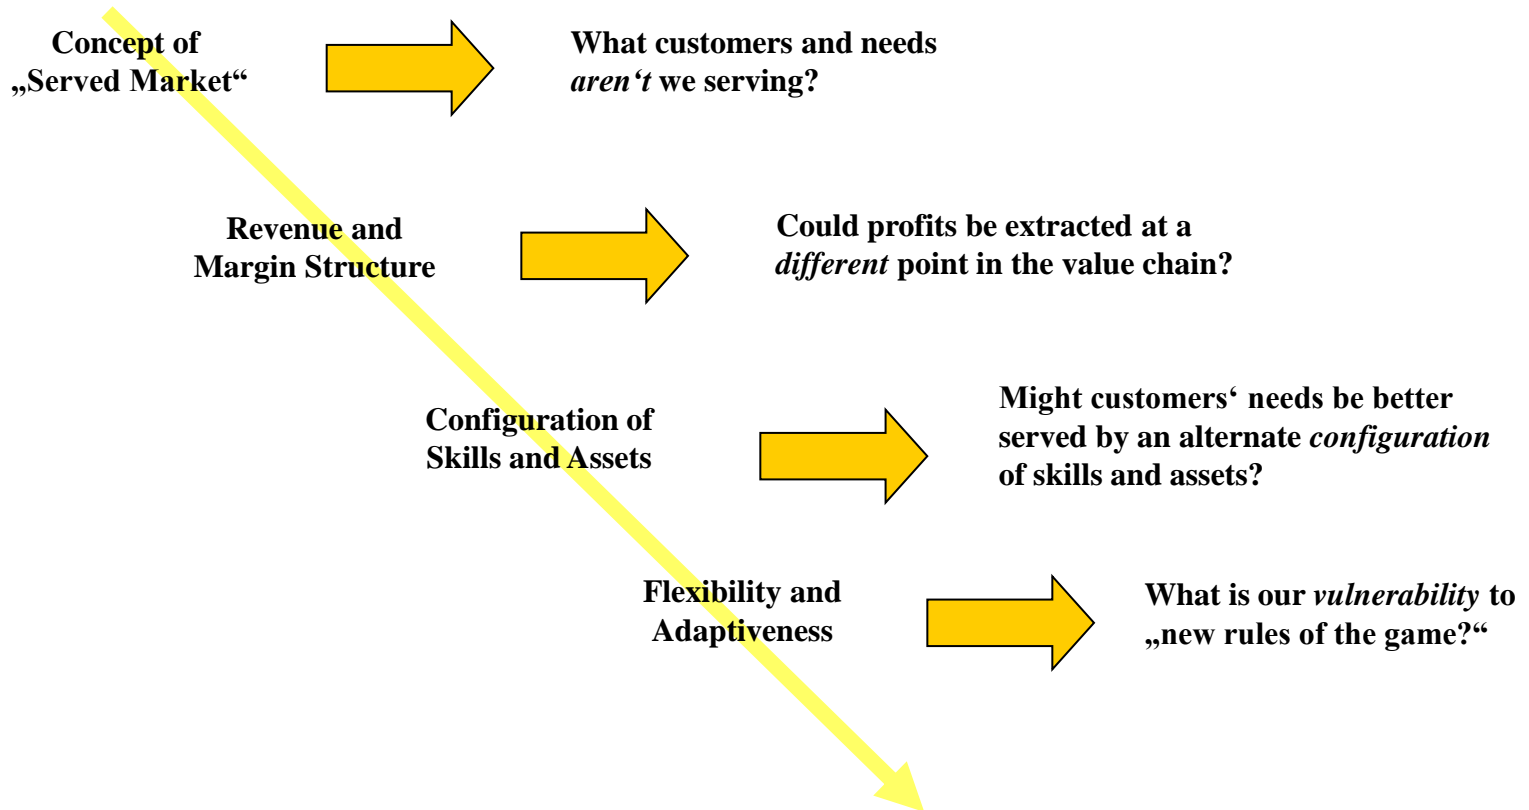 Concept of
„Served Market“
What customers and needs
aren‘t we serving?
Revenue and
Margin Structure
Could profits be extracted at a
different point in the value chain?
Configuration of
Skills and Assets
Might customers‘ needs be better
served by an alternate configuration
of skills and assets?
Flexibility and
Adaptiveness
What is our vulnerability to
„new rules of the game?“